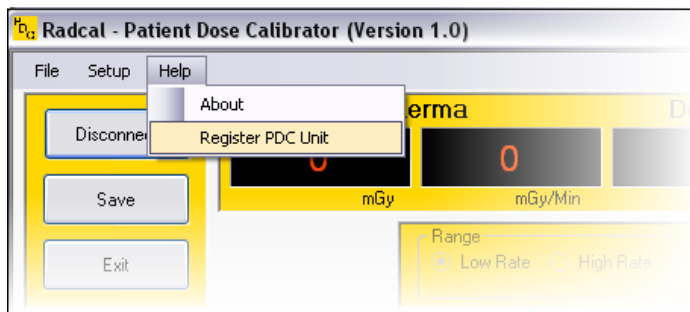 PDC Radcal - Patient Dose Calibrator (Version 1.0)
File Setup Help
About
erma D
Disconne
Register PDC Unit
0 0
Save
mGy mGy/Min
Range
Exit
Low Rate High Rate